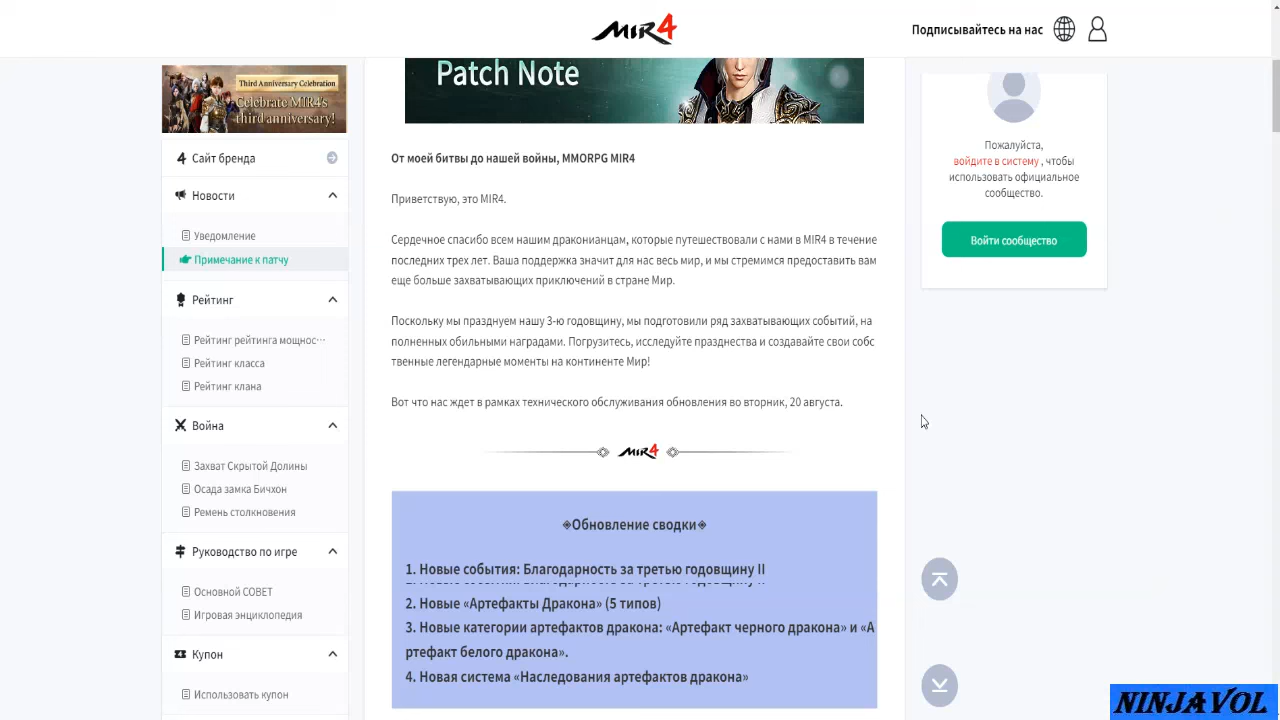 MIR4
Подписывайтесь на нас
Third Anniversary Celebration
Celebrate MIR4's
third anniversary!
Сайт бренда
Новости
Уведомление
Примечание к патчу
Рейтинг
Рейтинг рейтинга мощнос…
Рейтинг класса
Рейтинг клана
Война
Захват Скрытой Долины
Осада замка Бичхон
Ремень столкновения
Руководство по игре
Основной СОВЕТ
Игровая энциклопедия
Купон
Использовать купон
Patch Note
От моей битвы до нашей войны, MMORPG MIR4
Приветствую, это MIR4.
Сердечное спасибо всем нашим драконианцам, которые путешествовали с нами в MIR4 в течение
последних трех лет. Ваша поддержка значит для нас весь мир, и мы стремимся предоставить вам
еще больше захватывающих приключений в стране Мир.
Поскольку мы празднуем нашу 3-ю годовщину, мы подготовили ряд захватывающих событий, на
полненных обильными наградами. Погрузитесь, исследуйте празднества и создавайте свои собс
твенные легендарные моменты на континенте Мир!
Вот что нас ждет в рамках технического обслуживания обновления во вторник, 20 августа.
MIR4
◈Обновление сводки◈
1. Новые события: Благодарность за третью годовщину II
2. Новые «Артефакты Дракона» (5 типов)
3. Новые категории артефактов дракона: «Артефакт черного дракона» и «А
ртефакт белого дракона».
4. Новая система «Наследования артефактов дракона»
Пожалуйста,
войдите в систему , чтобы
использовать официальное
сообщество.
Войти сообщество
NINJAVOL